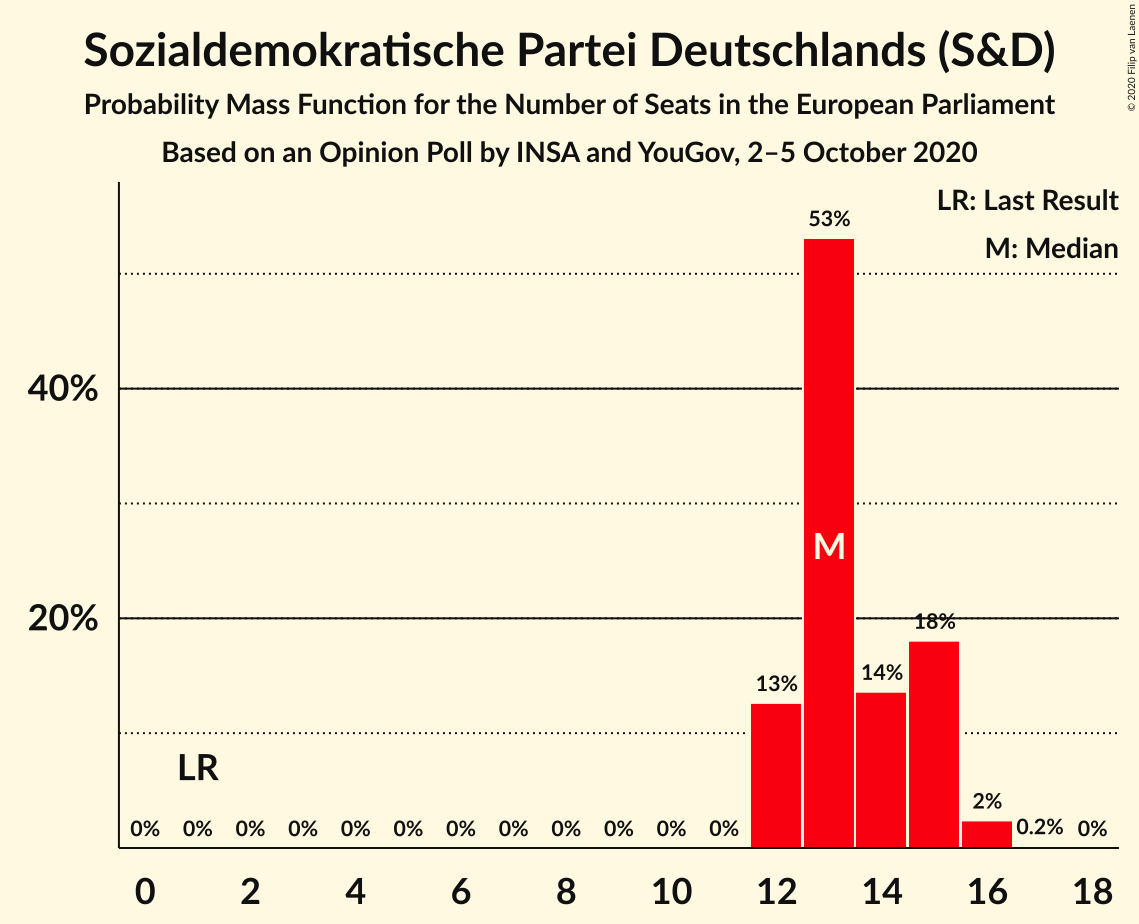 Sozialdemokratische Partei Deutschlands (S&D)
Probability Mass Function for the Number of Seats in the European Parliament
Based on an Opinion Poll by INSA and YouGov, 2–5 October 2020
© 2020 Filip van Laenen
LR: Last Result
M: Median
53%
40%
M
20%
18%
14%
13%
LR
2%
0% 0% 0% 0% 0% 0% 0% 0% 0% 0% 0% 0% 0.2% 0%
0 2 4 6 8 10 12 14 16 18